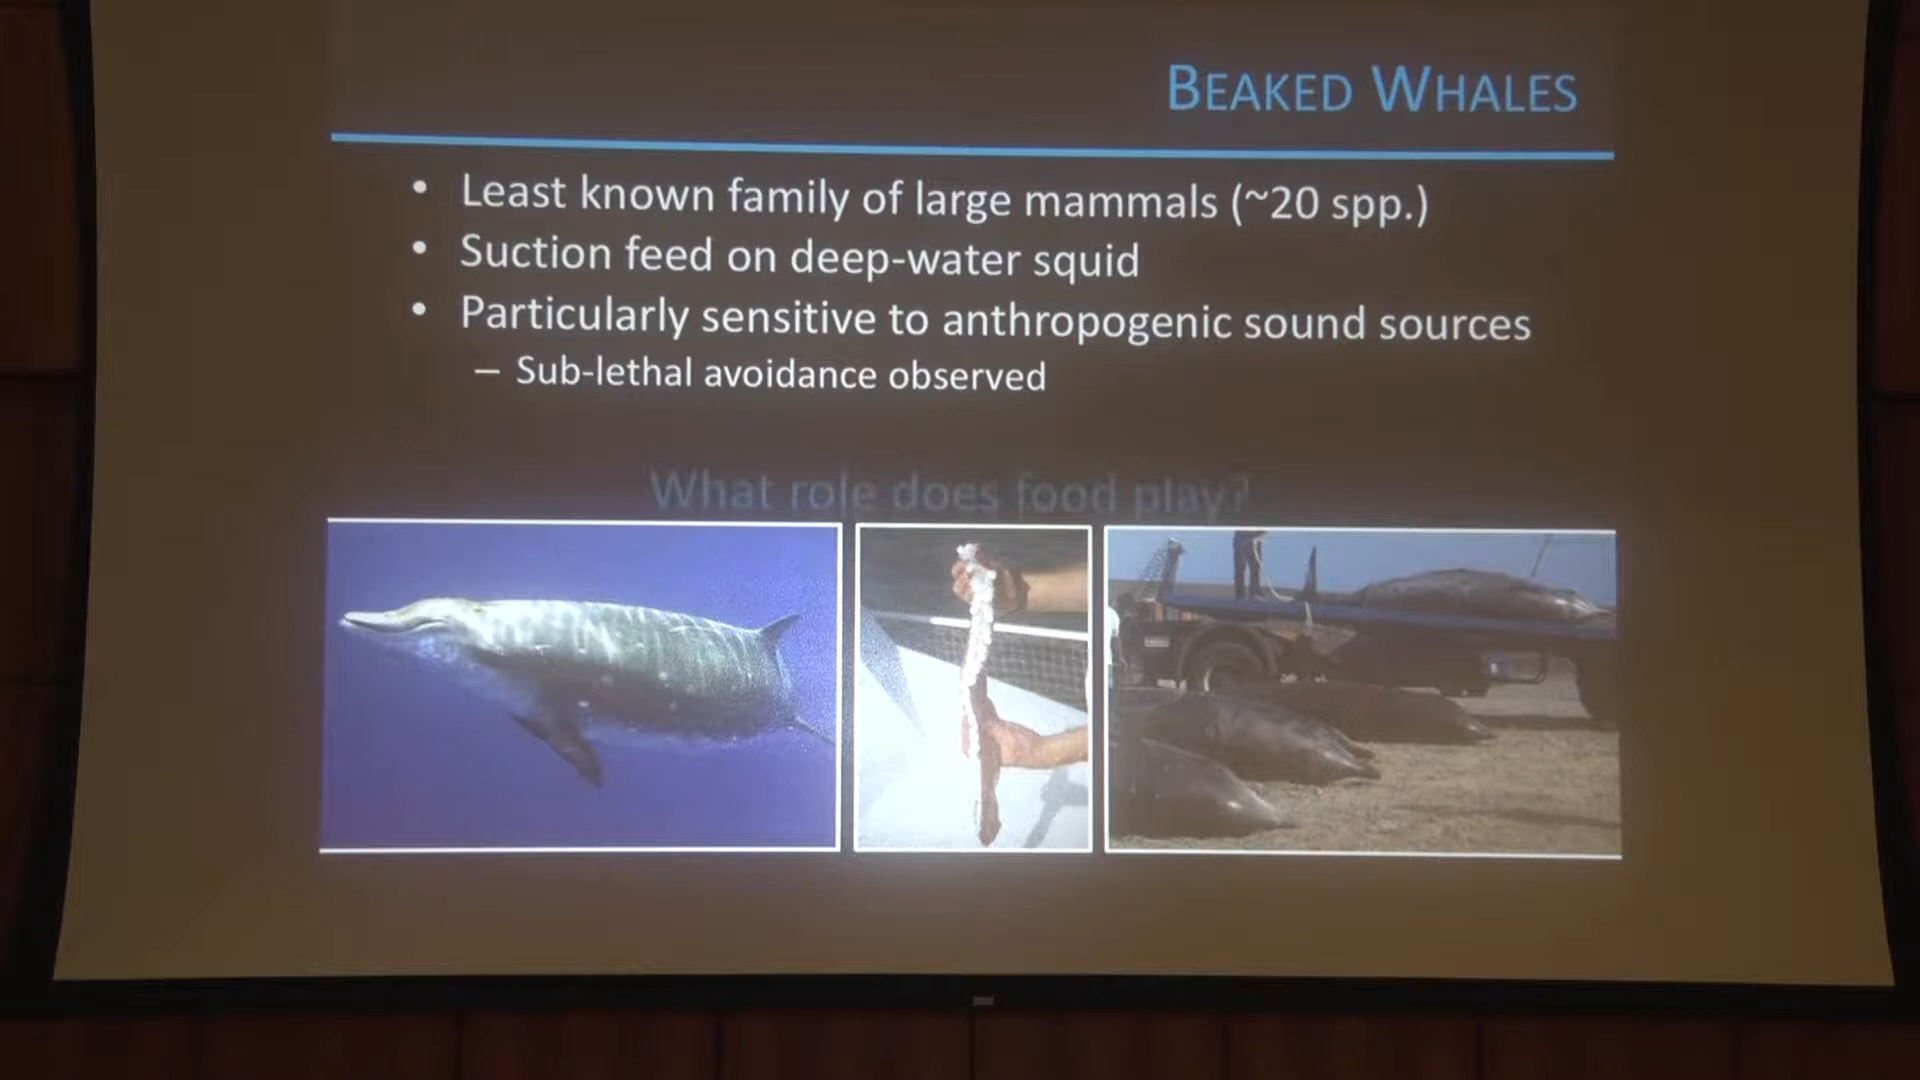 BEAKED WHALES
• Least known family of large mammals (~20 spp.)
• Suction feed on deep-water squid
• Particularly sensitive to anthropogenic sound sources
– Sub-lethal avoidance observed
What role does food play?